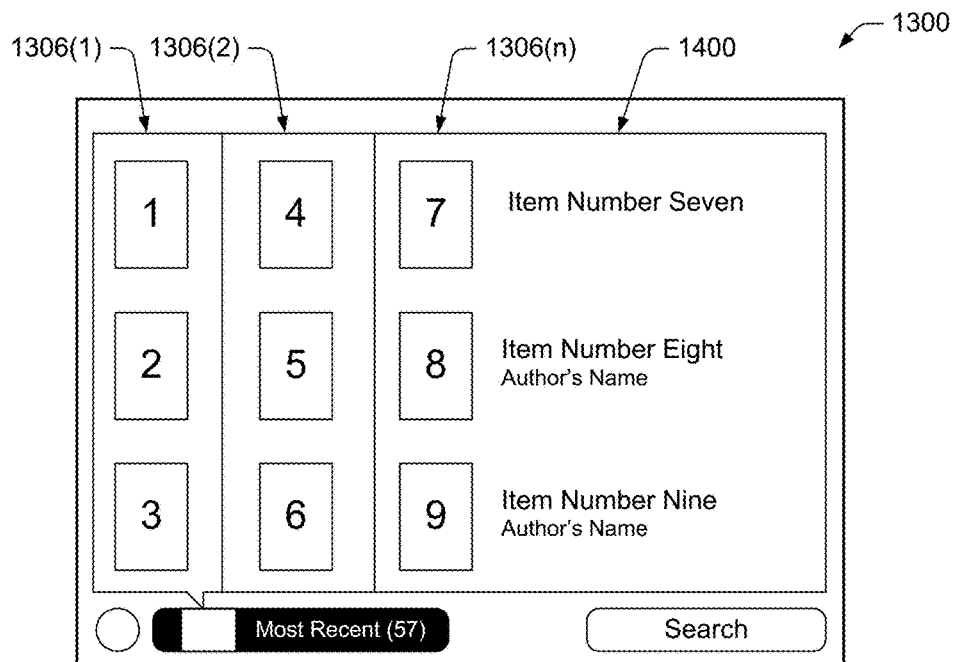 1300
1306(1) 1306(2) 1306(n) 1400
1 4 7 Item Number Seven
2 5 8 Item Number Eight
Author's Name
3 6 9 Item Number Nine
Author's Name
Most Recent (57) Search